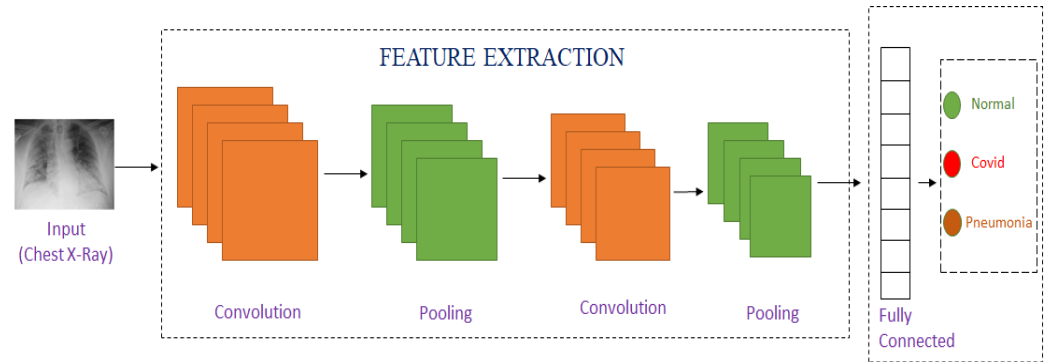 FEATURE EXTRACTION
Input
(Chest X-Ray)
Convolution
Pooling
Convolution
Pooling
Fully
Connected
Normal
Covid
Pneumonia